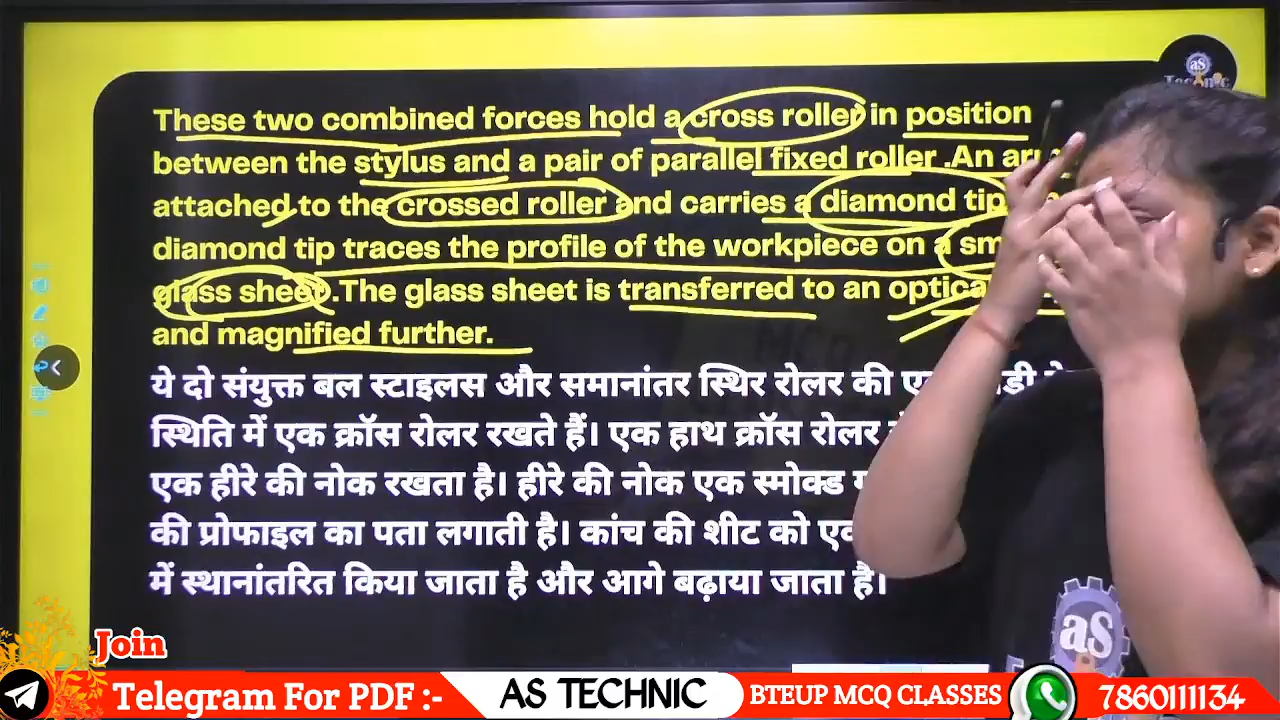 aS
Technic
These two combined forces hold a cross roller in position
between the stylus and a pair of parallel fixed roller .An
attached to the crossed roller and carries a diamond tip
diamond tip traces the profile of the workpiece on a
glass sheet.The glass sheet is transferred to an
and magnified further.
ये दो संयुक्त बल स्टाइलस और समानांतर स्थिर रोलर की
स्थिति में एक क्रॉस रोलर रखते हैं। एक हाथ क्रॉस रोलर
एक हीरे की नोक रखता है। हीरे की नोक एक स्मोक्ड
की प्रोफाइल का पता लगाती है। कांच की शीट को
में स्थानांतरित किया जाता है और आगे बढ़ाया जाता है।
aS
Join
Telegram For PDF :- AS TECHNIC BTEUP MCQ CLASSES 7860111134